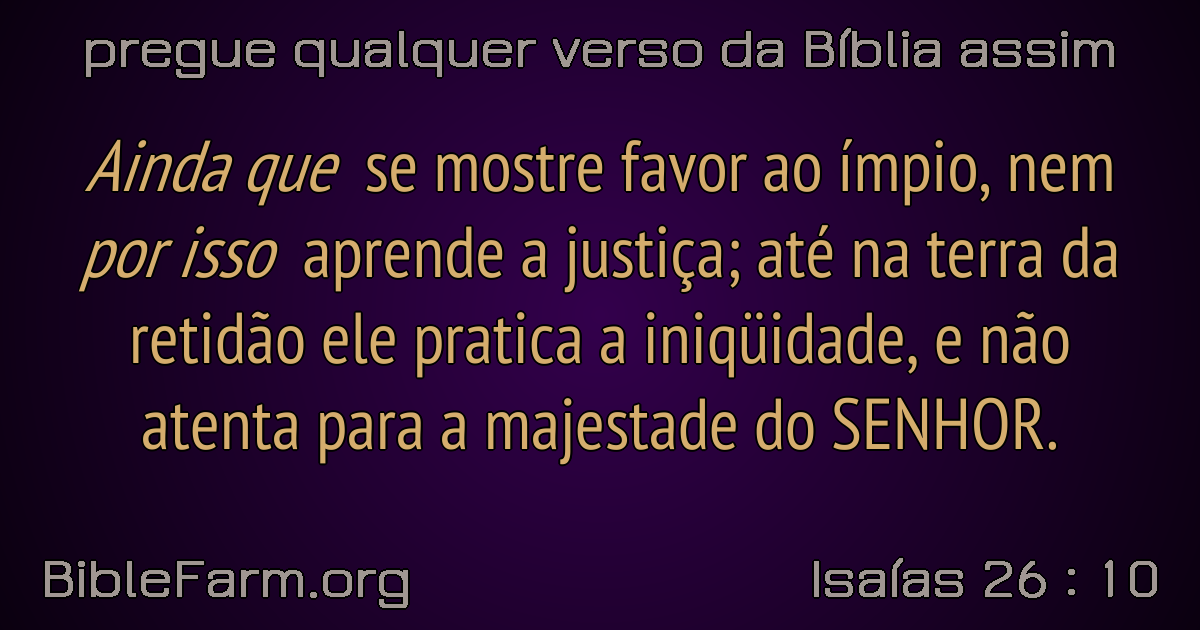 pregue qualquer verso da Bíblia assim
Ainda que se mostre favor ao ímpio, nem
por isso aprende a justiça; até na terra da
retidão ele pratica a iniqüidade, e não
atenta para a majestade do SENHOR.
BibleFarm.org
Isaías 26 : 10